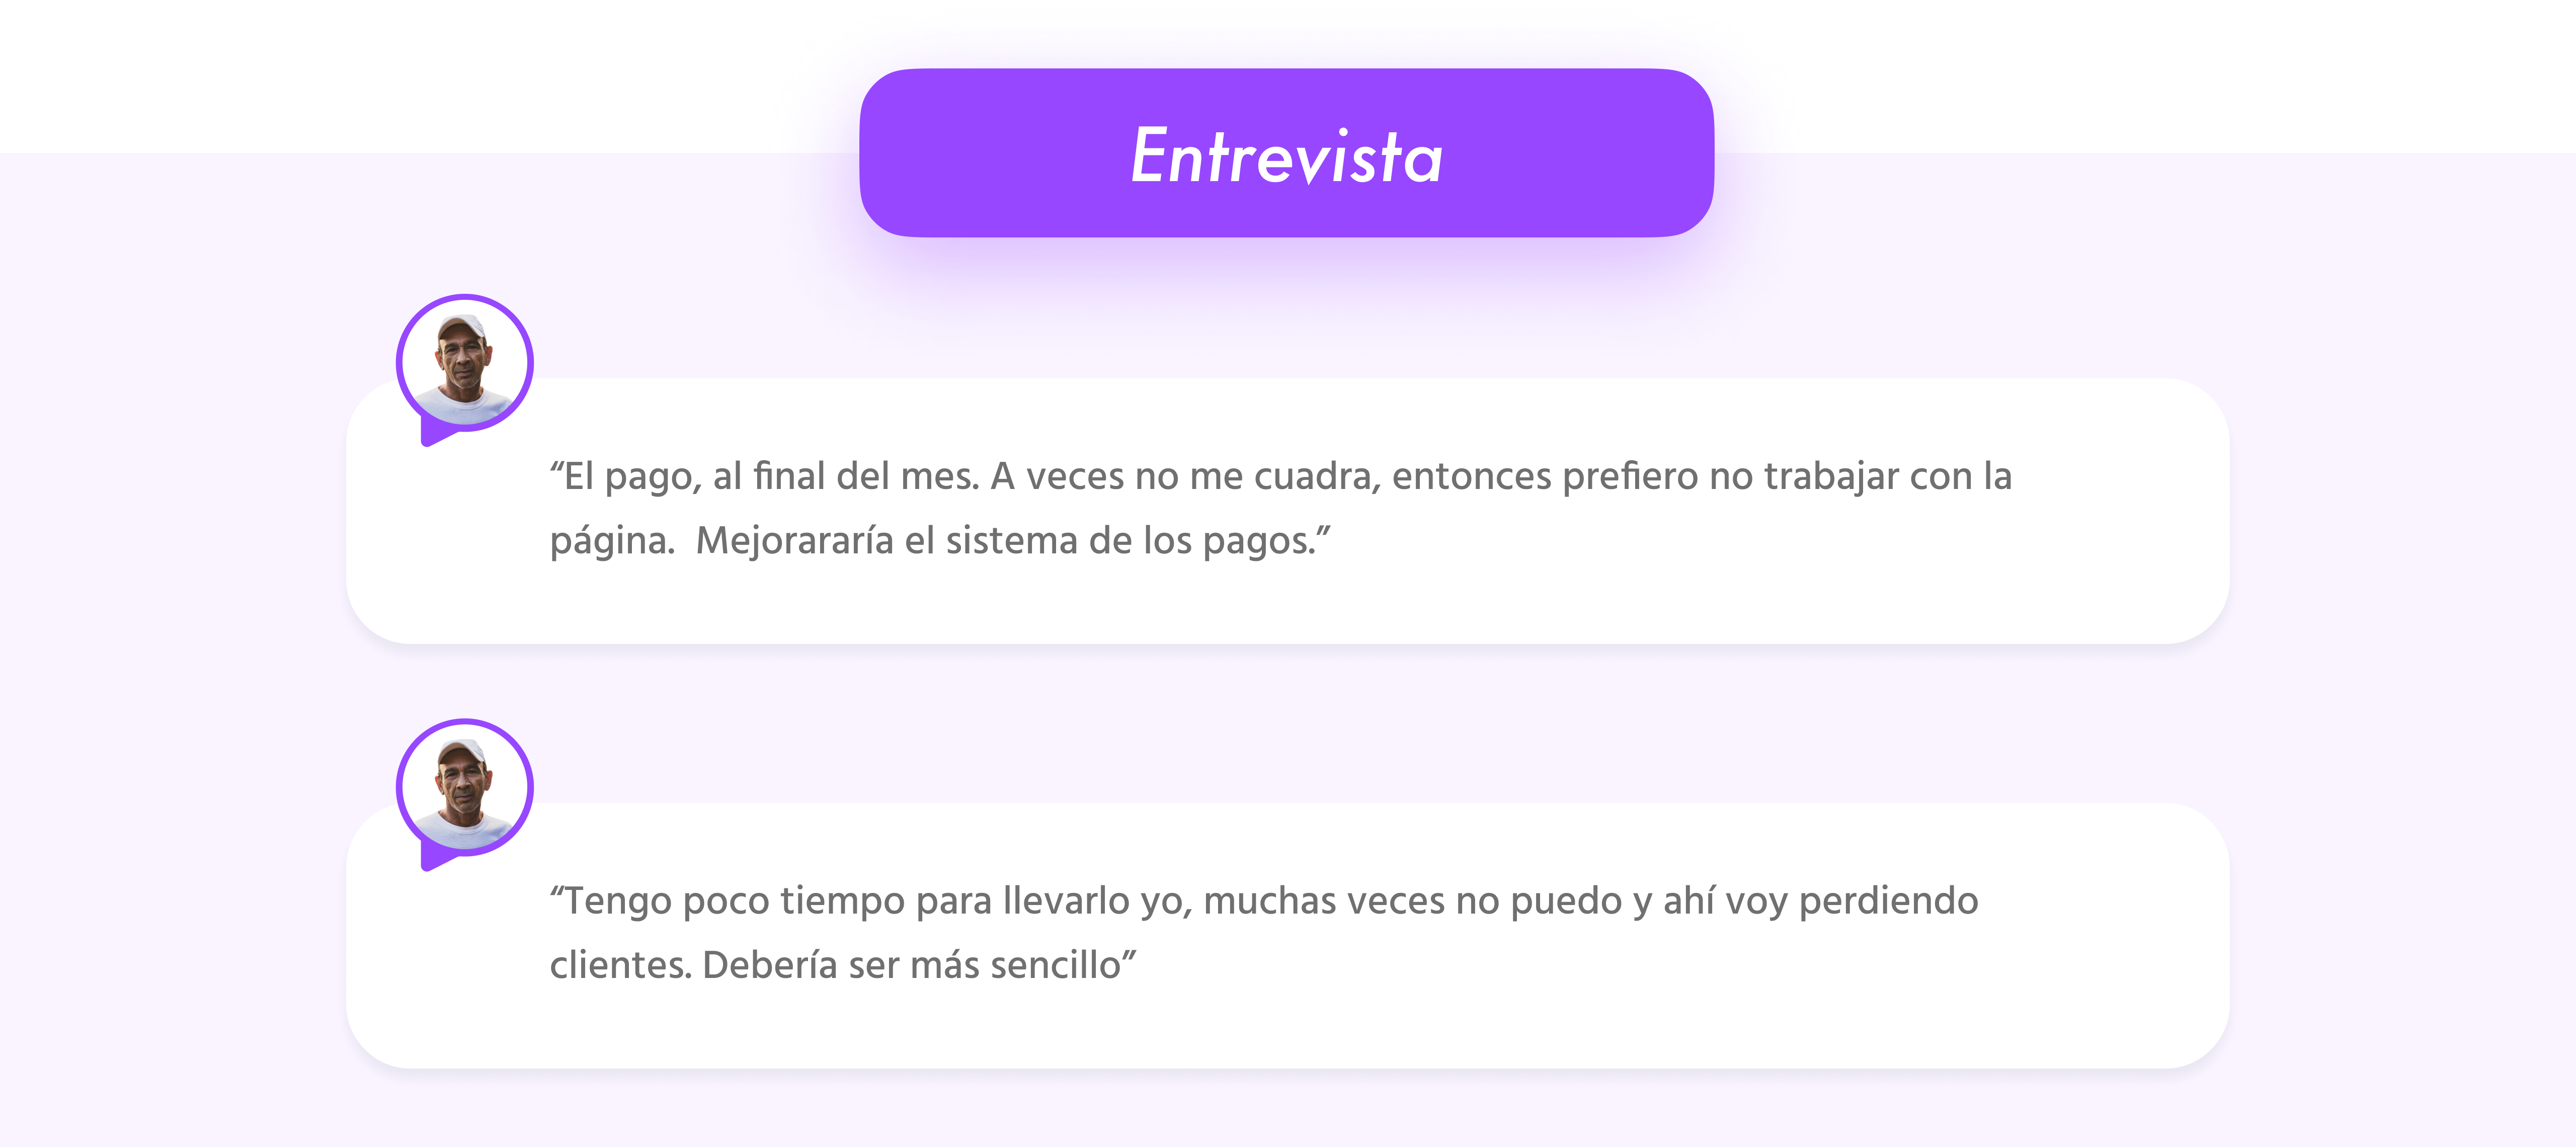 Entrevista
“El pago, al final del mes. A veces no me cuadra, entonces prefiero no trabajar con la
página.  Mejorararía el sistema de los pagos.”
“Tengo poco tiempo para llevarlo yo, muchas veces no puedo y ahí voy perdiendo
clientes. Debería ser más sencillo”